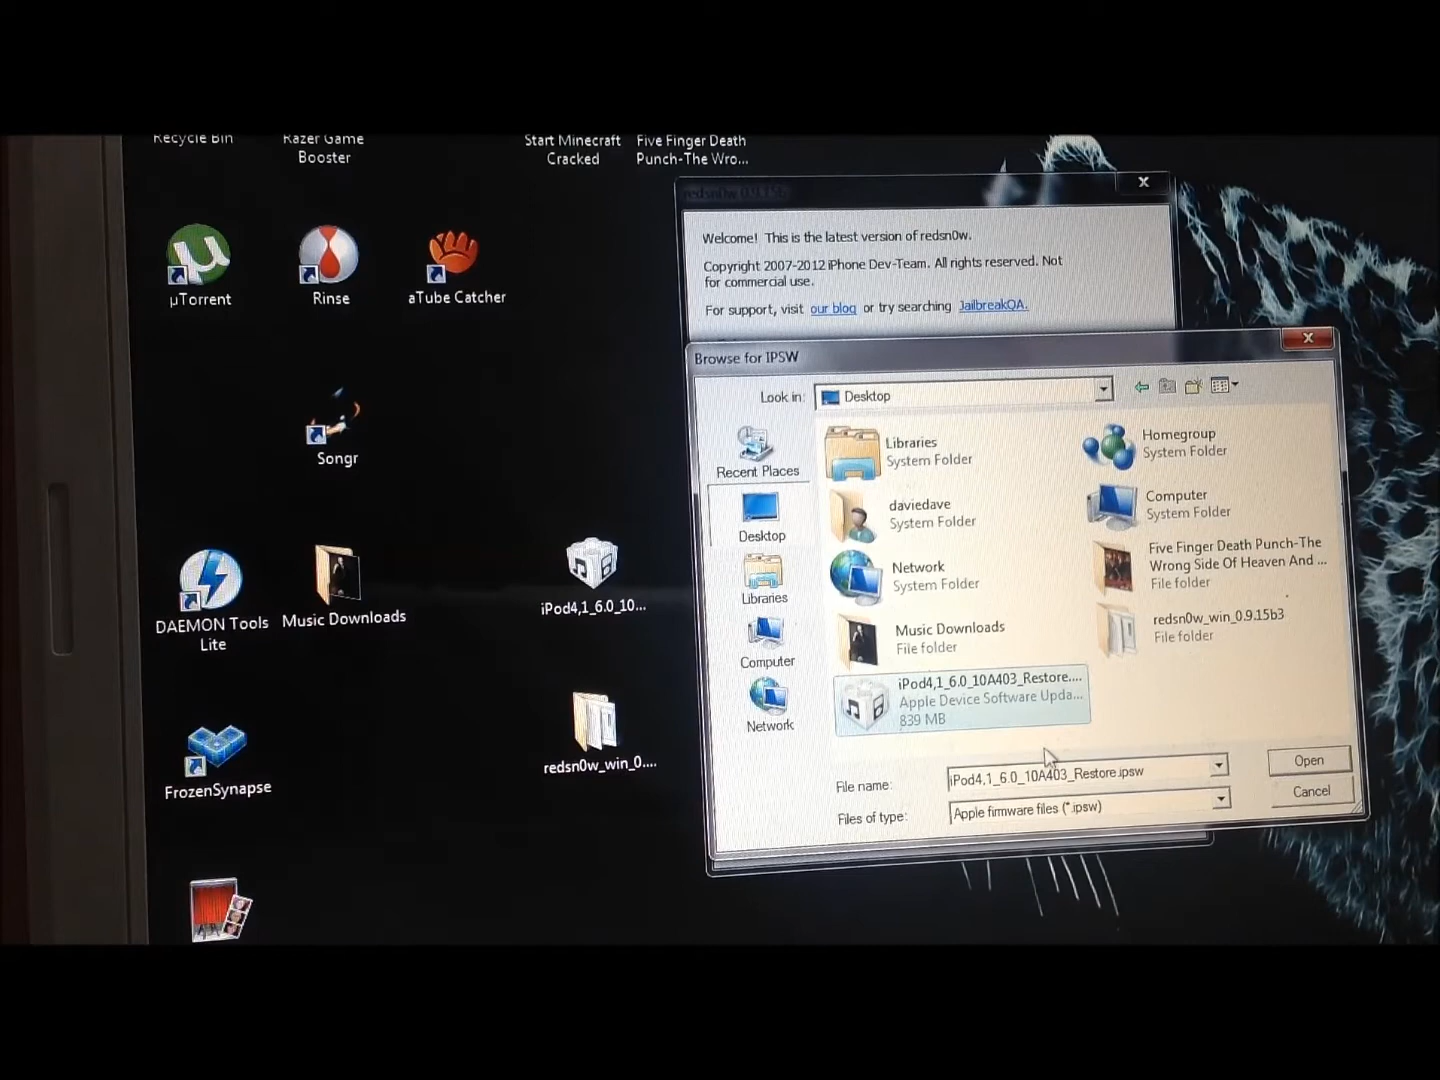 Recycle Bin
Razer Game
Booster
Start Minecraft
Cracked
Five Finger Death
Punch-The Wro...
µTorrent
Rinse
aTube Catcher
Songr
DAEMON Tools
Lite
Music Downloads
iPod4,1_6.0_10...
FrozenSynapse
redsn0w_win_0....
redsn0w 0.9.15b3
Welcome! This is the latest version of redsn0w.
Copyright 2007-2012 iPhone Dev-Team. All rights reserved. Not
for commercial use.
For support, visit our blog or try searching JailbreakQA.
Browse for IPSW
Look in:
Desktop
Recent Places
Desktop
Libraries
Computer
Network
Libraries
System Folder
Homegroup
System Folder
daviedave
System Folder
Computer
System Folder
Network
System Folder
Five Finger Death Punch-The
Wrong Side Of Heaven And ...
File folder
Music Downloads
File folder
redsn0w_win_0.9.15b3
File folder
iPod4,1_6.0_10A403_Restore....
Apple Device Software Upda...
839 MB
File name:
iPod4,1_6.0_10A403_Restore.ipsw
Open
Files of type:
Apple firmware files (*.ipsw)
Cancel